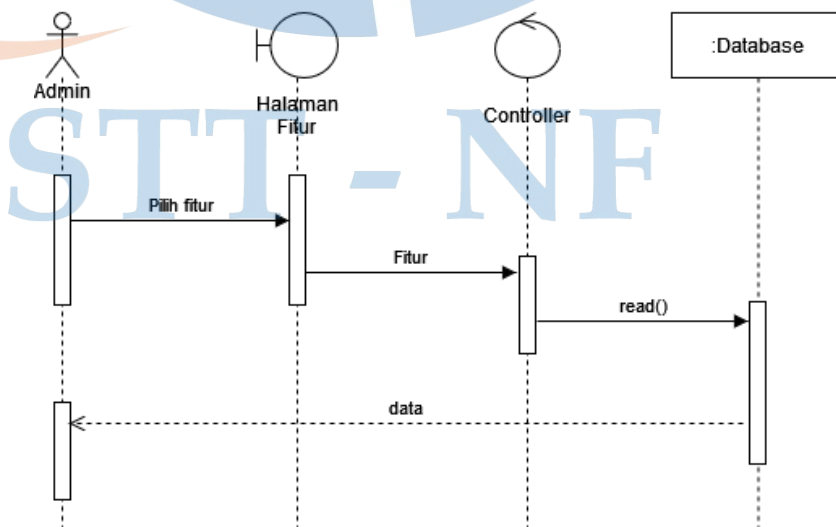 :Database
Admin
Halaman
Fitur
Controller
STT - NF
Pilih fitur
Fitur
read()
data